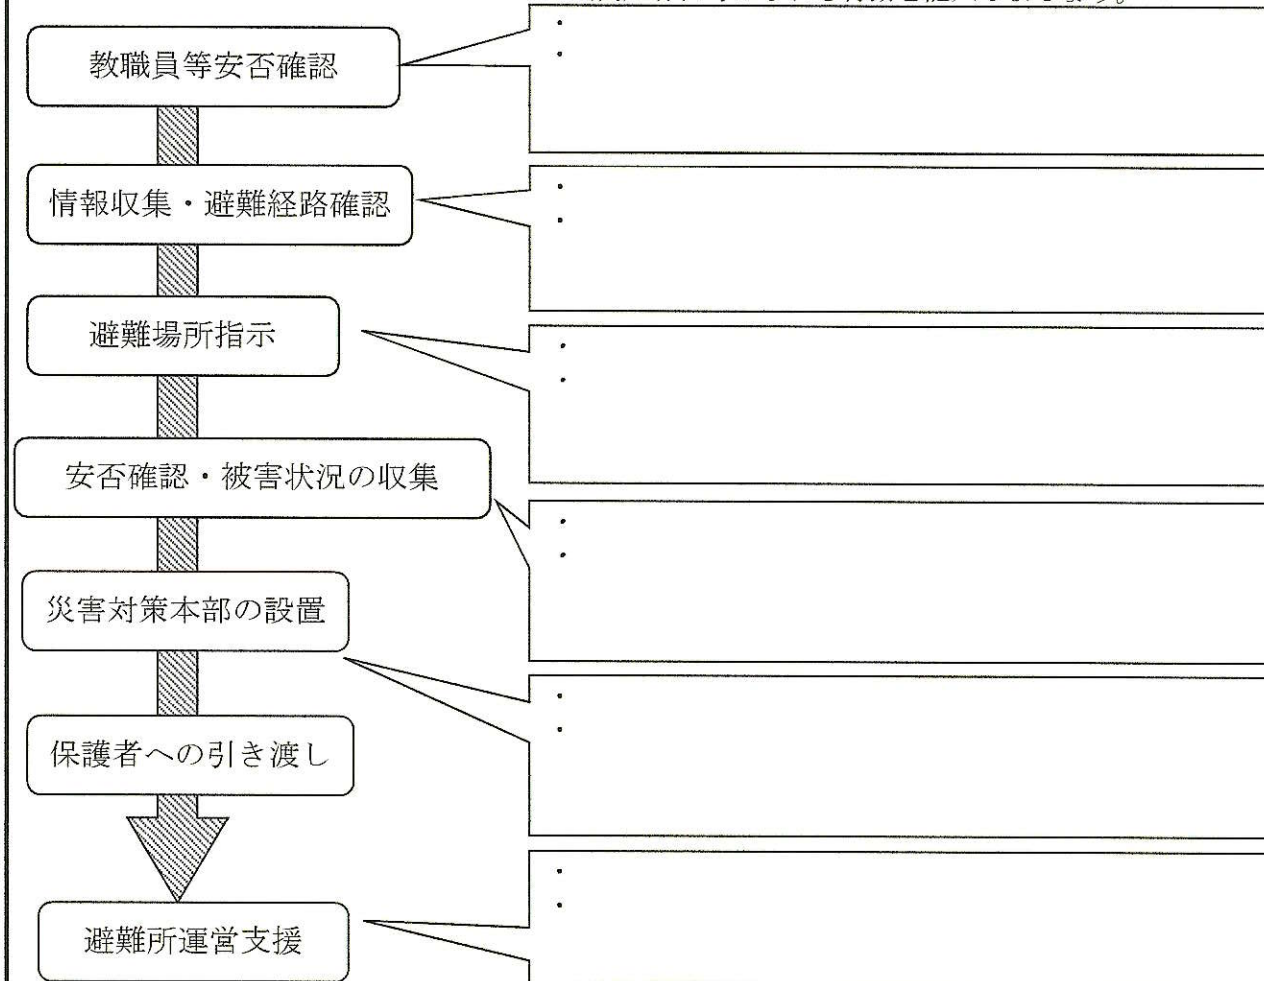 教職員等安否確認
・
・
情報収集・避難経路確認
・
・
避難場所指示
・
・
安否確認・被害状況の収集
・
・
災害対策本部の設置
・
・
保護者への引き渡し
避難所運営支援
・
・